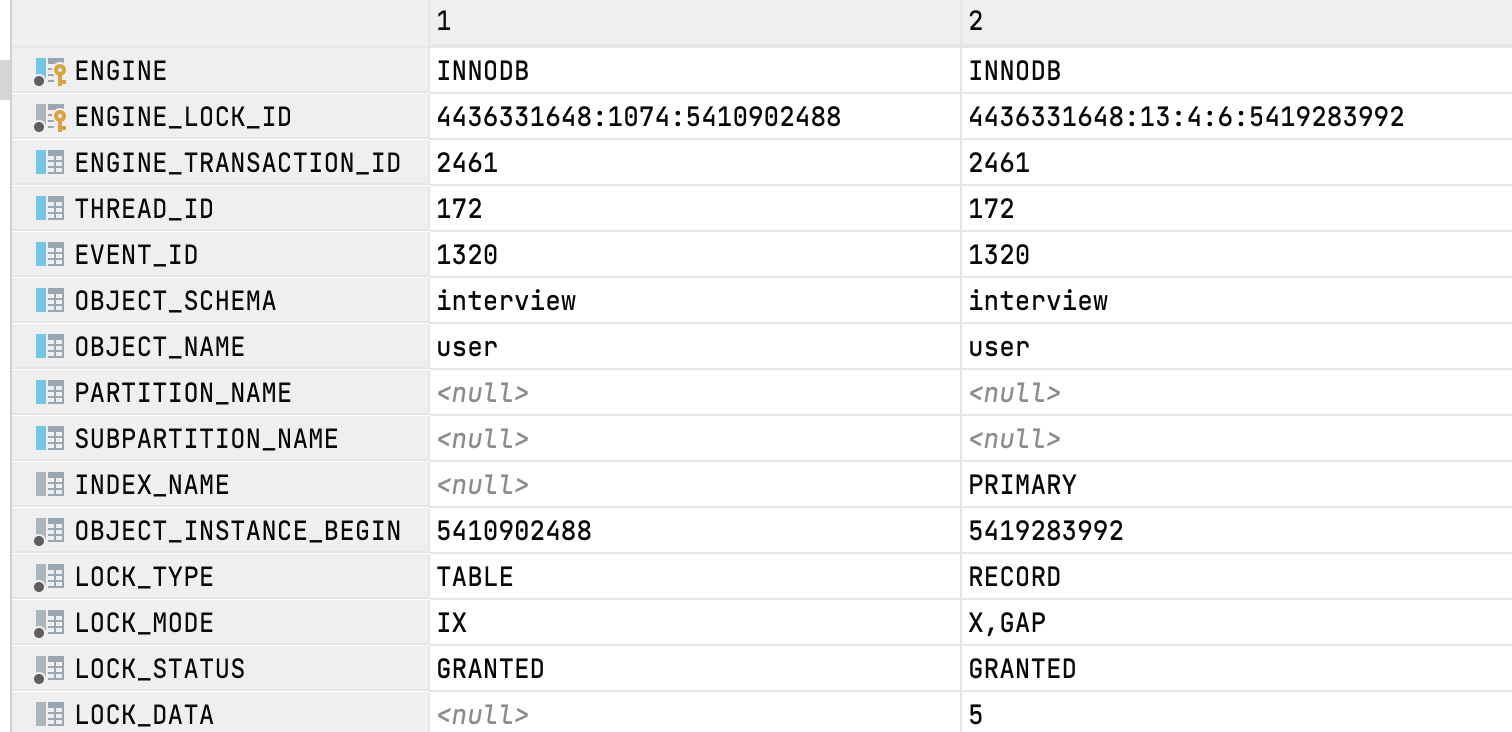 1 2
ENGINE INNODB INNODB
ENGINE_LOCK_ID 4436331648:1074:5410902488 4436331648:13:4:6:5419283992
ENGINE_TRANSACTION_ID 2461 2461
THREAD_ID 172 172
EVENT_ID 1320 1320
OBJECT_SCHEMA interview interview
OBJECT_NAME user user
PARTITION_NAME <null> <null>
SUBPARTITION_NAME <null> <null>
INDEX_NAME <null> PRIMARY
OBJECT_INSTANCE_BEGIN 5410902488 5419283992
LOCK_TYPE TABLE RECORD
LOCK_MODE IX X,GAP
LOCK_STATUS GRANTED GRANTED
LOCK_DATA <null> 5